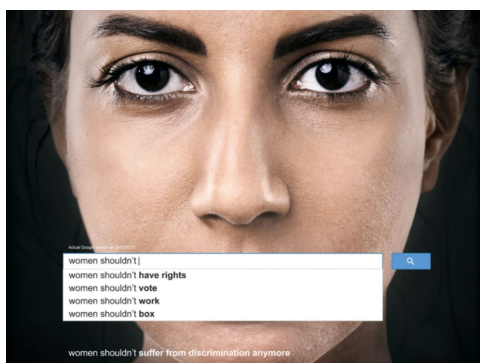 women shouldn't
women shouldn't have rights
women shouldn't vote
women shouldn't work
women shouldn't box
women shouldn't suffer from discrimination anymore